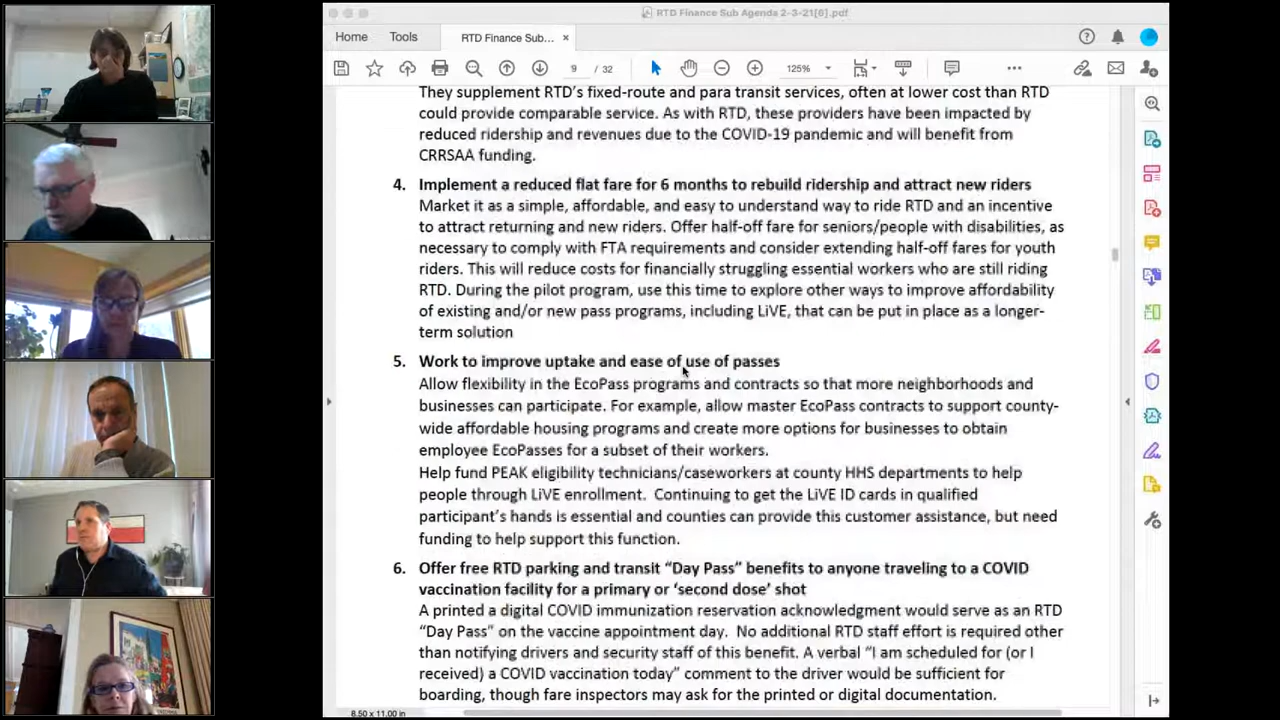 RTD Finance Sub Agenda 2-3-21[6].pdf
Home Tools RTD Finance Sub... ×
9 / 32 125%
They supplement RTD's fixed-route and para transit services, often at lower cost than RTD
could provide comparable service. As with RTD, these providers have been impacted by
reduced ridership and revenues due to the COVID-19 pandemic and will benefit from
CRRSAA funding.
4. Implement a reduced flat fare for 6 months to rebuild ridership and attract new riders
Market it as a simple, affordable, and easy to understand way to ride RTD and an incentive
to attract returning and new riders. Offer half-off fare for seniors/people with disabilities, as
necessary to comply with FTA requirements and consider extending half-off fares for youth
riders. This will reduce costs for financially struggling essential workers who are still riding
RTD. During the pilot program, use this time to explore other ways to improve affordability
of existing and/or new pass programs, including LiVE, that can be put in place as a longer-
term solution
5. Work to improve uptake and ease of use of passes
Allow flexibility in the EcoPass programs and contracts so that more neighborhoods and
businesses can participate. For example, allow master EcoPass contracts to support county-
wide affordable housing programs and create more options for businesses to obtain
employee EcoPasses for a subset of their workers.
Help fund PEAK eligibility technicians/caseworkers at county HHS departments to help
people through LiVE enrollment. Continuing to get the LiVE ID cards in qualified
participant's hands is essential and counties can provide this customer assistance, but need
funding to help support this function.
6. Offer free RTD parking and transit "Day Pass" benefits to anyone traveling to a COVID
vaccination facility for a primary or 'second dose' shot
A printed a digital COVID immunization reservation acknowledgment would serve as an RTD
"Day Pass" on the vaccine appointment day. No additional RTD staff effort is required other
than notifying drivers and security staff of this benefit. A verbal "I am scheduled for (or I
received) a COVID vaccination today" comment to the driver would be sufficient for
boarding, though fare inspectors may ask for the printed or digital documentation.
8.50 x 11.00 in